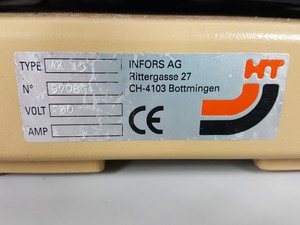 TYPE
INFORS AG
Rittergasse 27
N°
CH-4103 Bottmingen
VOLT
AMP
CE
HT